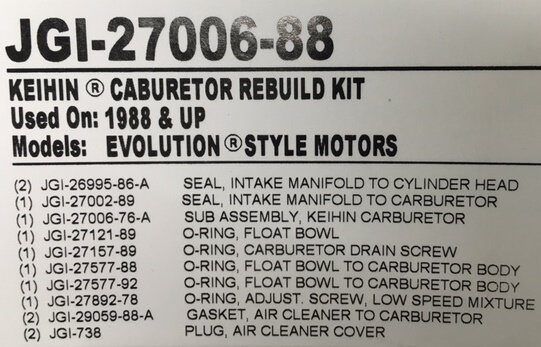 JGI-27006-88
KEIHIN ® CABURETOR REBUILD KIT
Used On: 1988 & UP
Models: EVOLUTION ® STYLE MOTORS
(2) JGI-26995-86-A SEAL, INTAKE MANIFOLD TO CYLINDER HEAD
(1) JGI-27002-89 SEAL, INTAKE MANIFOLD TO CARBURETOR
(1) JGI-27006-76-A SUB ASSEMBLY, KEIHIN CARBURETOR
(1) JGI-27121-89 O-RING, FLOAT BOWL
(1) JGI-27157-89 O-RING, CARBURETOR DRAIN SCREW
(1) JGI-27577-88 O-RING, FLOAT BOWL TO CARBURETOR BODY
(1) JGI-27577-92 O-RING, FLOAT BOWL TO CARBURETOR BODY
(1) JGI-27892-78 O-RING, ADJUST. SCREW, LOW SPEED MIXTURE
(2) JGI-29059-88-A GASKET, AIR CLEANER TO CARBURETOR
(2) JGI-738 PLUG, AIR CLEANER COVER